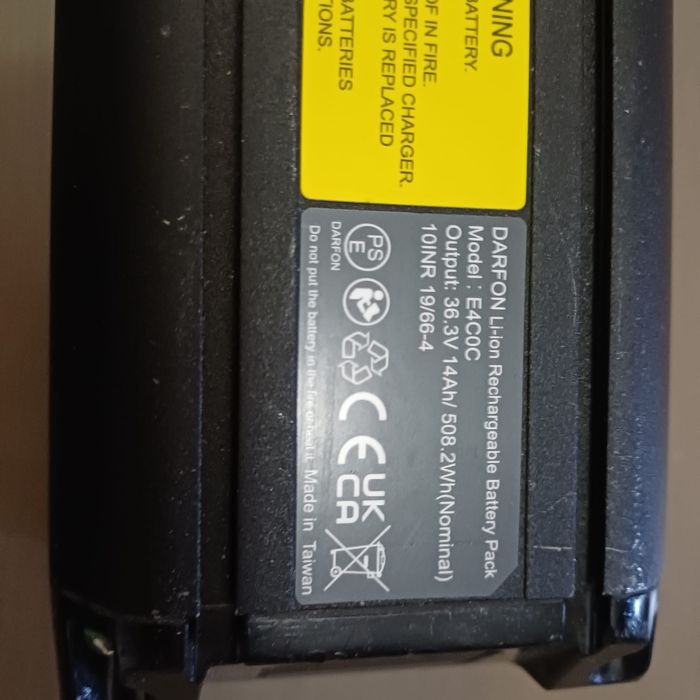 NING
BATTERY.
OF IN FIRE.
SPECIFIED CHARGER.
RY IS REPLACED
BATTERIES
TIONS.
DARFON Li-ion Rechargeable Battery Pack
Model : E4C0C
Output: 36.3V 14Ah/ 508.2Wh(Nominal)
10INR 19/66-4
PS E
CE UK CA
DARFON
Do not put the battery in the fire or heat it. Made in Taiwan